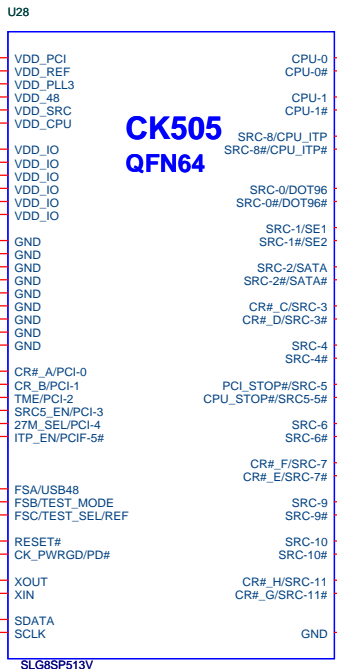 U28
VDD_PCI
VDD_REF
VDD_PLL3
VDD_48
VDD_SRC
VDD_CPU
VDD_IO
VDD_IO
VDD_IO
VDD_IO
VDD_IO
VDD_IO
GND
GND
GND
GND
GND
GND
GND
GND
GND
CR#_A/PCI-0
CR_B/PCI-1
TME/PCI-2
SRC5_EN/PCI-3
27M_SEL/PCI-4
ITP_EN/PCIF-5#
FSA/USB48
FSB/TEST_MODE
FSC/TEST_SEL/REF
RESET#
CK_PWRGD/PD#
XOUT
XIN
SDATA
SCLK
CK505
QFN64
CPU-0
CPU-0#
CPU-1
CPU-1#
SRC-8/CPU_ITP
SRC-8#/CPU_ITP#
SRC-0/DOT96
SRC-0#/DOT96#
SRC-1/SE1
SRC-1#/SE2
SRC-2/SATA
SRC-2#/SATA#
CR#_C/SRC-3
CR#_D/SRC-3#
SRC-4
SRC-4#
PCI_STOP#/SRC-5
CPU_STOP#/SRC5-5#
SRC-6
SRC-6#
CR#_F/SRC-7
CR#_E/SRC-7#
SRC-9
SRC-9#
SRC-10
SRC-10#
CR#_H/SRC-11
CR#_G/SRC-11#
GND
SLG8SP513V